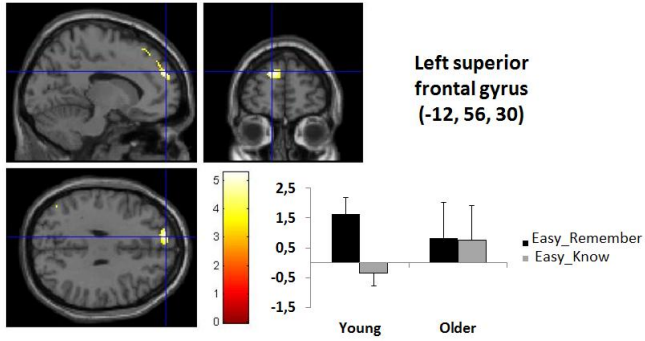 Left superior
frontal gyrus
(-12, 56, 30)
5
4
3
2
1
0
2,5
1,5
0,5
-0,5
-1,5
Easy_Remember
Easy_Know
Young
Older